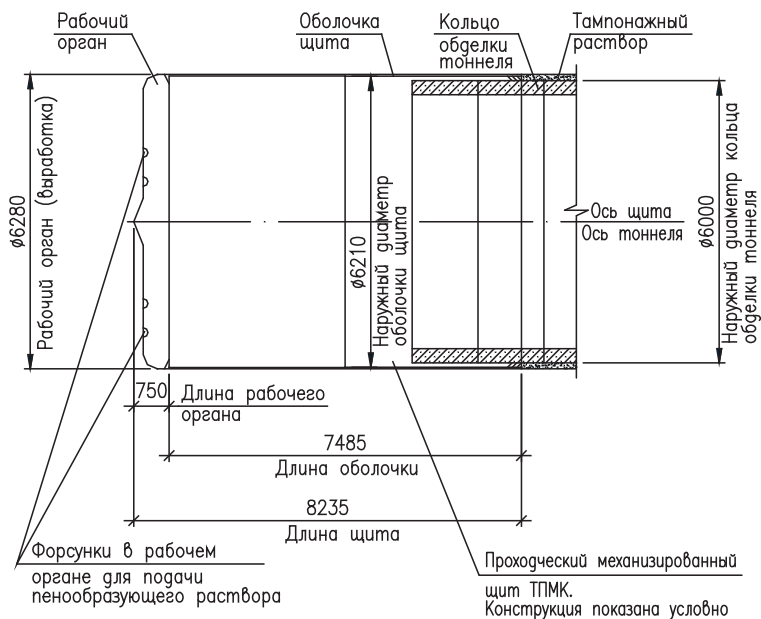 Рабочий
орган
Оболочка
щита
Кольцо
обделки
тоннеля
Тампонажный
раствор
ø6280
Рабочий орган (выработка)
ø6210
Наружный диаметр
оболочки щита
Ось щита
Ось тоннеля
ø6000
Наружный диаметр кольца
обделки тоннеля
750
Длина рабочего
органа
7485
Длина оболочки
8235
Длина щита
Форсунки в рабочем
органе для подачи
пенообразующего раствора
Проходческий механизированный
щит ТПМК.
Конструкция показана условно